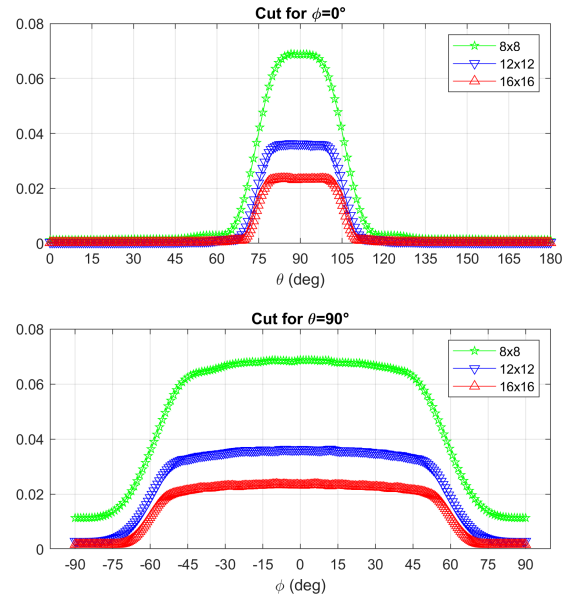 Cut for ϕ=0°
0.08
0.06
0.04
0.02
0
8x8
12x12
16x16
0 15 30 45 60 75 90 105 120 135 150 165 180
θ (deg)
Cut for θ=90°
0.08
0.06
0.04
0.02
0
8x8
12x12
16x16
-90 -75 -60 -45 -30 -15 0 15 30 45 60 75 90
ϕ (deg)